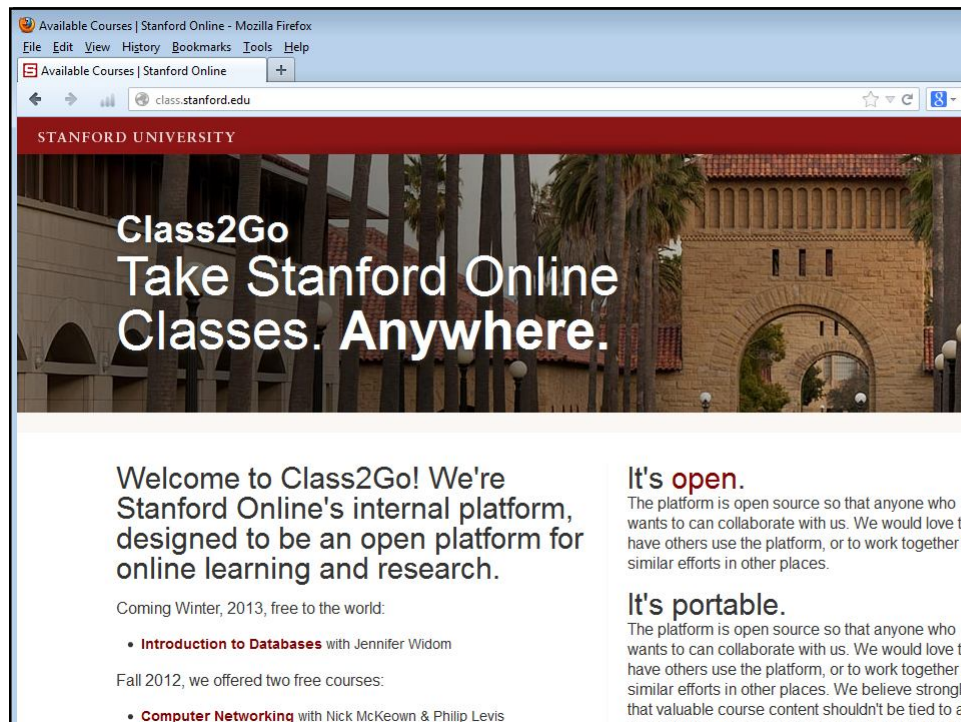 Available Courses | Stanford Online - Mozilla Firefox
File Edit View History Bookmarks Tools Help
Available Courses | Stanford Online +
class.stanford.edu
8
STANFORD UNIVERSITY
Class2Go
Take Stanford Online
Classes. Anywhere.
Welcome to Class2Go! We're
Stanford Online's internal platform,
designed to be an open platform for
online learning and research.
Coming Winter, 2013, free to the world:
• Introduction to Databases with Jennifer Widom
Fall 2012, we offered two free courses:
• Computer Networking with Nick McKeown & Philip Levis
It's open.
The platform is open source so that anyone who
wants to can collaborate with us. We would love t
have others use the platform, or to work together
similar efforts in other places.
It's portable.
The platform is open source so that anyone who
wants to can collaborate with us. We would love t
have others use the platform, or to work together
similar efforts in other places. We believe strongl
that valuable course content shouldn't be tied to a